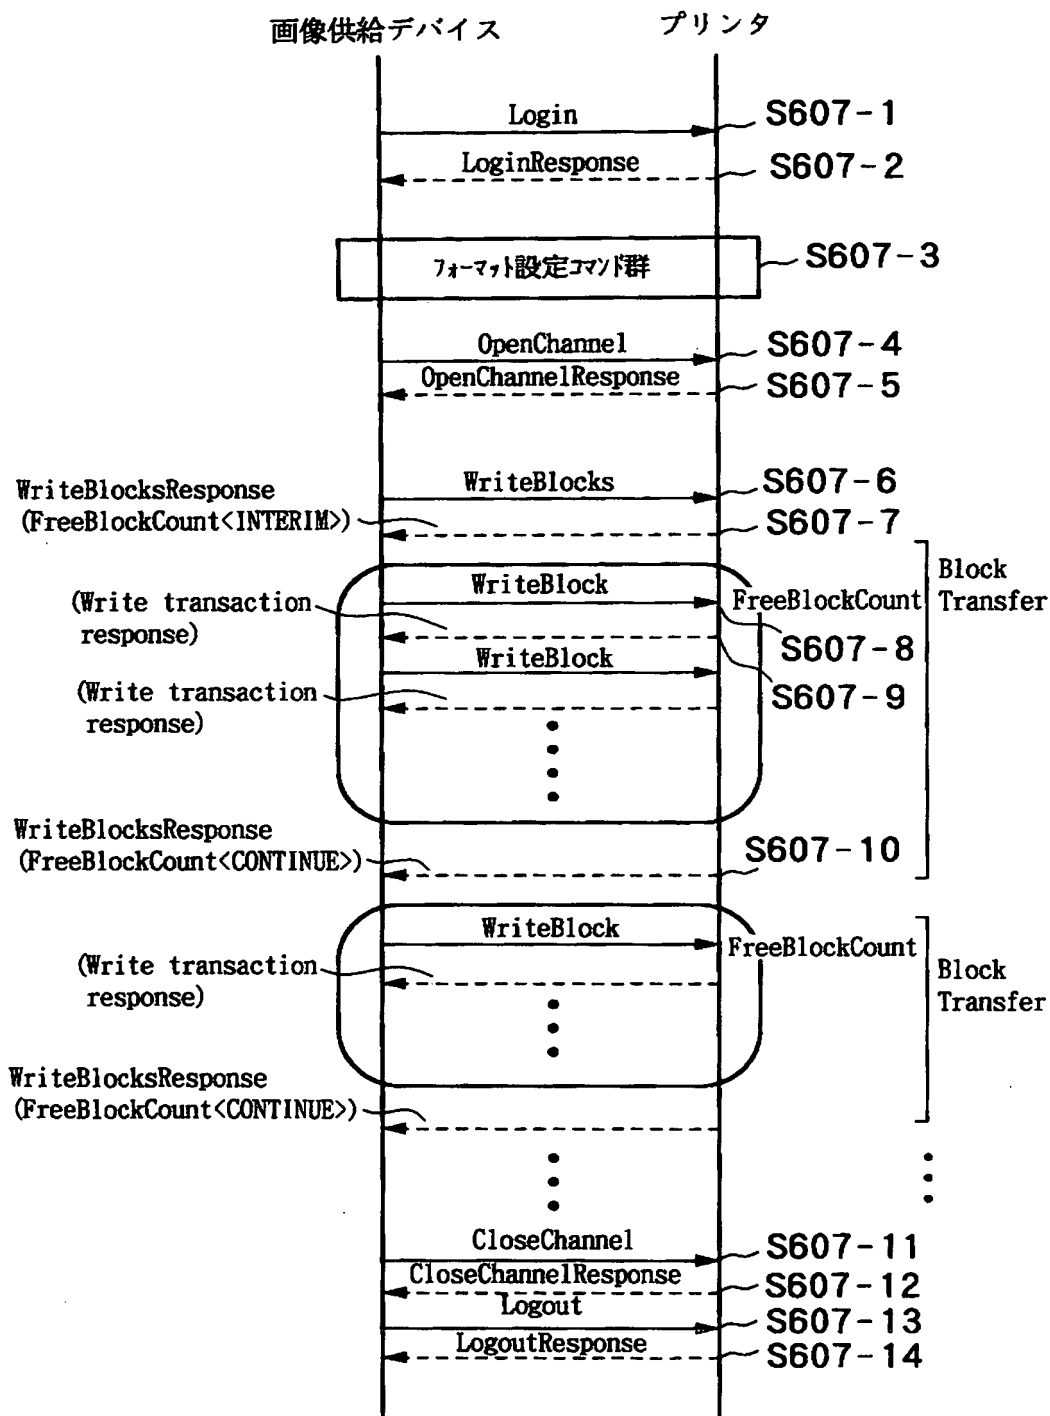 画像供給デバイス
プリンタ
Login
S607-1
LoginResponse
S607-2
フォーマット設定コマンド群
S607-3
OpenChannel
S607-4
OpenChannelResponse
S607-5
WriteBlocksResponse
(FreeBlockCount<INTERIM>)
WriteBlocks
S607-6
S607-7
Block
Transfer
WriteBlock
FreeBlockCount
(Write transaction
response)
S607-8
WriteBlock
S607-9
(Write transaction
response)
WriteBlocksResponse
(FreeBlockCount<CONTINUE>)
S607-10
WriteBlock
FreeBlockCount
(Write transaction
response)
Block
Transfer
WriteBlocksResponse
(FreeBlockCount<CONTINUE>)
CloseChannel
S607-11
CloseChannelResponse
S607-12
Logout
S607-13
LogoutResponse
S607-14